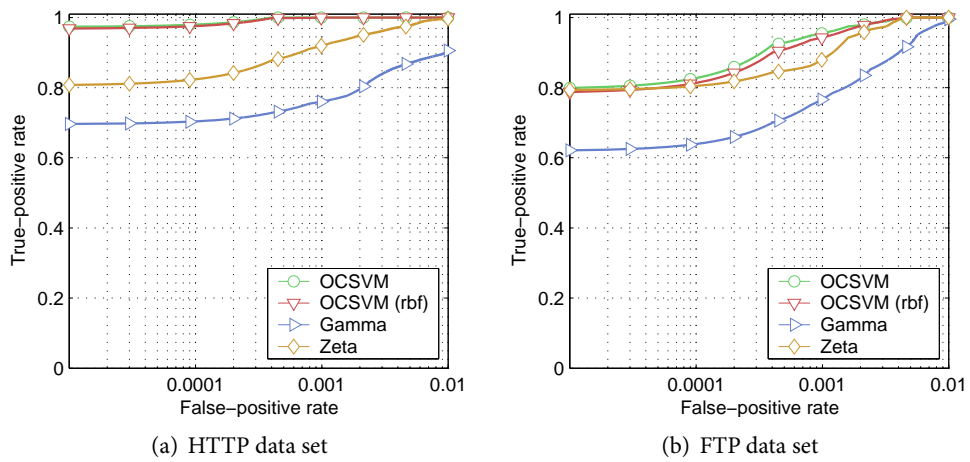 1
0.8
0.6
0.4
0.2
0
True−positive rate
0.0001
0.001
0.01
False−positive rate
OCSVM
OCSVM (rbf)
Gamma
Zeta
(a) HTTP data set
1
0.8
0.6
0.4
0.2
0
True−positive rate
0.0001
0.001
0.01
False−positive rate
OCSVM
OCSVM (rbf)
Gamma
Zeta
(b) FTP data set